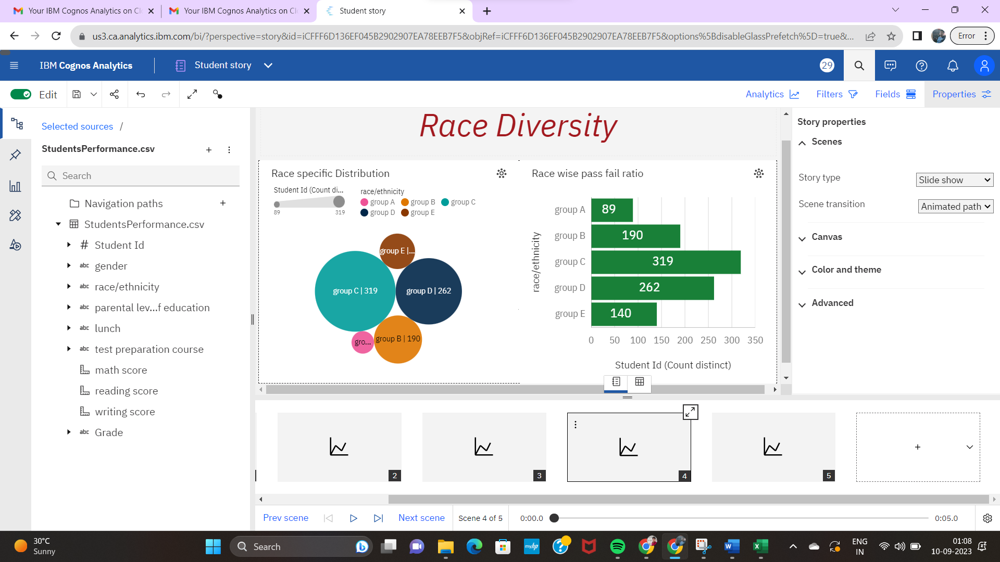 Your IBM Cognos Analytics on Cl
Your IBM Cognos Analytics on Cl
Student story
us3.ca.analytics.ibm.com/bi/?perspective=story&id=iCFFF6D136EF045B2902907EA78EEB7F5&objRef=iCFFF6D136EF045B2902907EA78EEB7F5&options%5BdisableGlassPrefetch%5D=true&...
Error
IBM Cognos Analytics
Student story
29
Edit
Analytics
Filters
Fields
Properties
Selected sources /
StudentsPerformance.csv
Search
Navigation paths
StudentsPerformance.csv
# Student Id
abc gender
abc race/ethnicity
abc parental lev...f education
abc lunch
abc test preparation course
math score
reading score
writing score
abc Grade
Race Diversity
Race specific Distribution
Student Id (Count di...
89
319
race/ethnicity
group A
group B
group C
group D
group E
group E |...
group C | 319
group D | 262
gro...
group B | 190
Race wise pass fail ratio
race/ethnicity
group A
89
group B
190
group C
319
group D
262
group E
140
0 50 100 150 200 250 300 350
Student Id (Count distinct)
Story properties
Scenes
Story type
Slide show
Scene transition
Animated path
Canvas
Color and theme
Advanced
2
3
4
5
Prev scene
Next scene
Scene 4 of 5
0:00.0
0:05.0
30°C
Sunny
Search
myhp
ENG
IN
01:08
10-09-2023